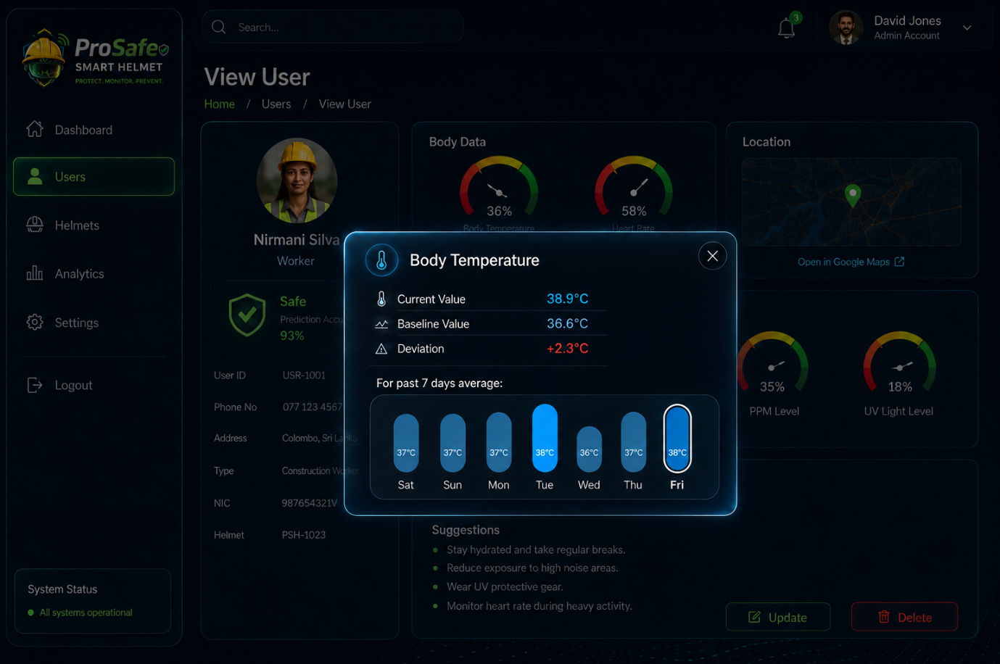 ProSafe
SMART HELMET
PROTECT. MONITOR. PREVENT.
Dashboard
Users
Helmets
Analytics
Settings
Logout
System Status
All systems operational
Search...
3
David Jones
Admin Account
View User
Home / Users / View User
Nirmani Silva
Worker
Safe
Prediction Accu
93%
User ID USR-1001
Phone No 077 123 4567
Address Colombo, Sri Lanka
Type Construction Worker
NIC 987654321V
Helmet PSH-1023
Body Data
36%
Body Temperature
58%
Heart Rate
Location
Open in Google Maps
35%
PPM Level
18%
UV Light Level
Body Temperature
Current Value 38.9°C
Baseline Value 36.6°C
Deviation +2.3°C
For past 7 days average:
37°C 37°C 37°C 38°C 36°C 37°C 38°C
Sat Sun Mon Tue Wed Thu Fri
Suggestions
Stay hydrated and take regular breaks.
Reduce exposure to high noise areas.
Wear UV protective gear.
Monitor heart rate during heavy activity.
Update
Delete